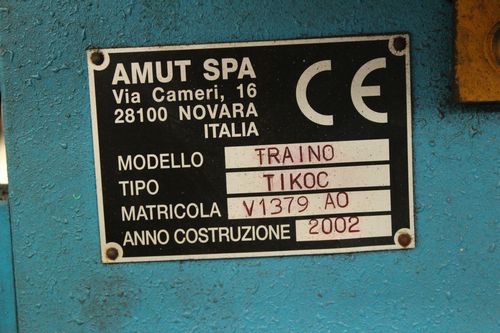 AMUT SPA
Via Cameri, 16
28100 NOVARA
ITALIA
CE
MODELLO TRAINO
TIPO TIKOC
MATRICOLA V1379 AO
ANNO COSTRUZIONE 2002